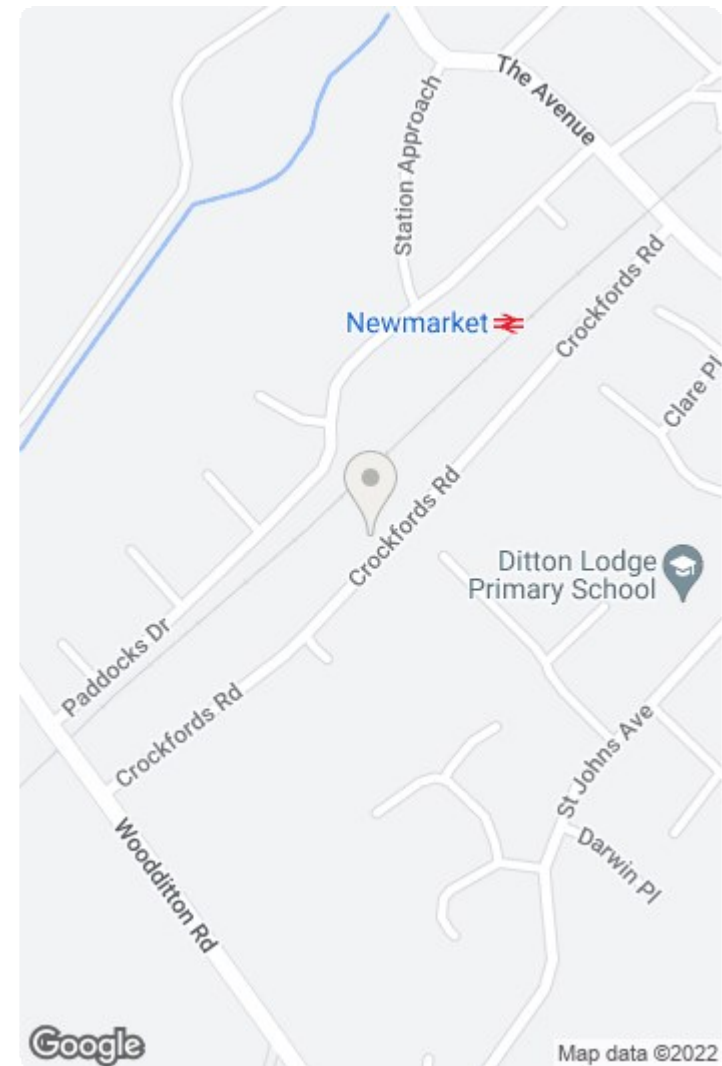 The Avenue
Station Approach
Newmarket
Crockfords Rd
Clare Pl
Crockfords Rd
Ditton Lodge
Primary School
Paddocks Dr
Crockfords Rd
St Johns Ave
Woodditton Rd
Darwin Pl
Google
Map data ©2022